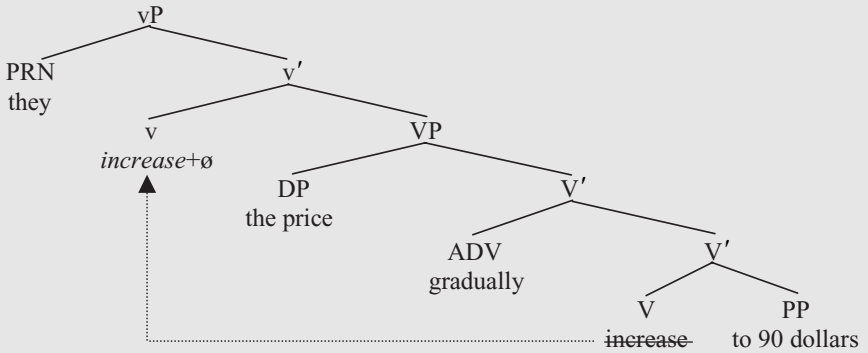 vP
PRN
they
v′
v
increase+ø
VP
DP
the price
V′
ADV
gradually
V′
V
increase
PP
to 90 dollars